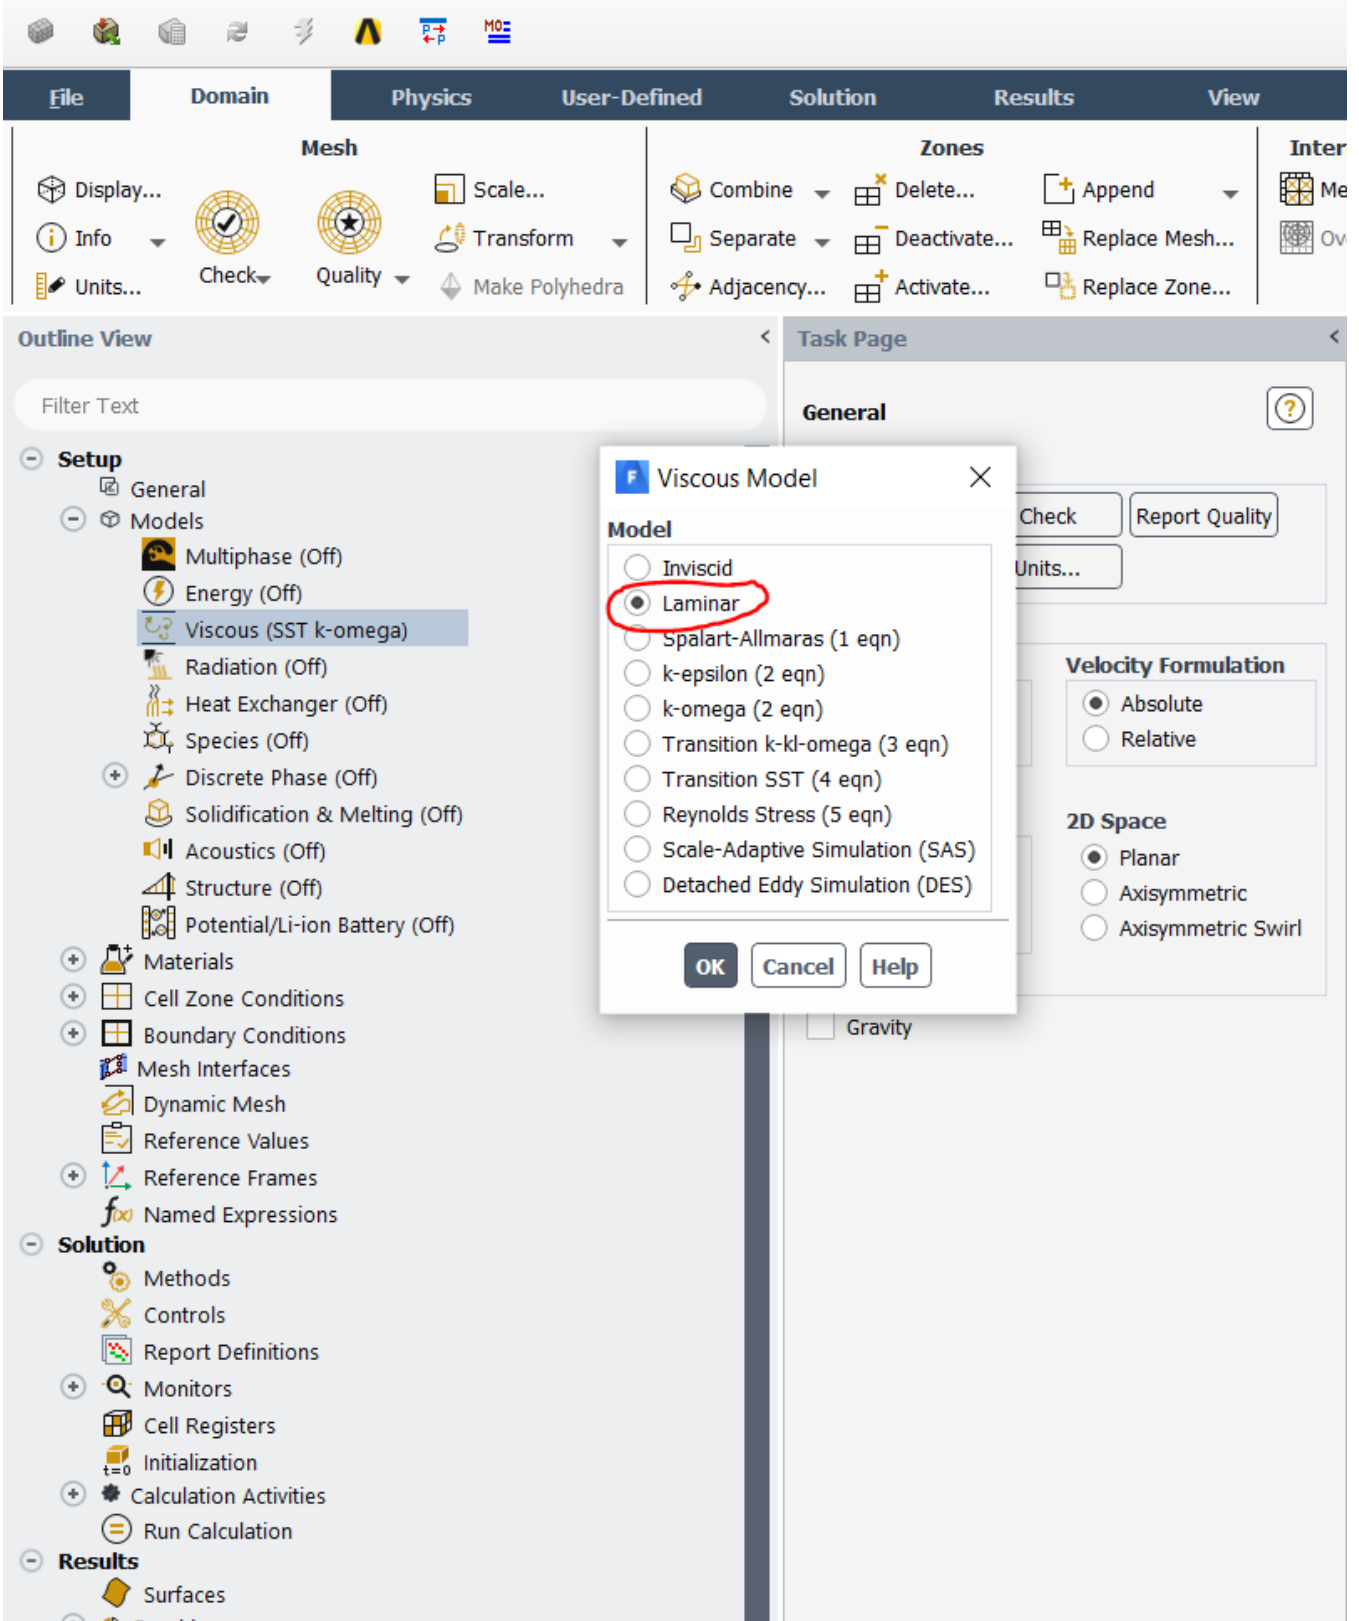 MO
P
P
File Domain Physics User-Defined Solution Results View
Mesh Zones Inter
Display... Scale... Combine Delete... Append Me
Info Transform Separate Deactivate... Replace Mesh... Ov
Check Quality
Units... Make Polyhedra Adjacency... Activate... Replace Zone...
Outline View
Task Page
Filter Text
General
Setup
General
Models
Multiphase (Off)
Energy (Off)
Viscous (SST k-omega)
Radiation (Off)
Heat Exchanger (Off)
Species (Off)
Discrete Phase (Off)
Solidification & Melting (Off)
Acoustics (Off)
Structure (Off)
Potential/Li-ion Battery (Off)
Materials
Cell Zone Conditions
Boundary Conditions
Mesh Interfaces
Dynamic Mesh
Reference Values
Reference Frames
f(x) Named Expressions
Solution
Methods
Controls
Report Definitions
Monitors
Cell Registers
t=0 Initialization
Calculation Activities
Run Calculation
Results
Surfaces
F Viscous Model
Model
Inviscid
Laminar
Spalart-Allmaras (1 eqn)
k-epsilon (2 eqn)
k-omega (2 eqn)
Transition k-kl-omega (3 eqn)
Transition SST (4 eqn)
Reynolds Stress (5 eqn)
Scale-Adaptive Simulation (SAS)
Detached Eddy Simulation (DES)
OK Cancel Help
Check Report Quality
Units...
Velocity Formulation
Absolute
Relative
2D Space
Planar
Axisymmetric
Axisymmetric Swirl
Gravity